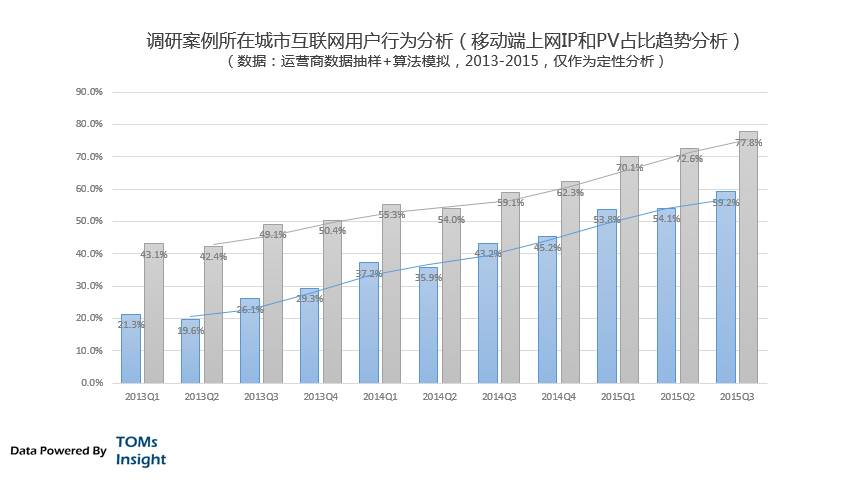 调研案例所在城市互联网用户行为分析（移动端上网IP和PV占比趋势分析）
（数据：运营商数据抽样+算法模拟，2013-2015，仅作为定性分析）
90.0%
80.0%
70.0%
60.0%
50.0%
40.0%
30.0%
20.0%
10.0%
0.0%
21.3%
43.1%
19.6%
42.4%
26.1%
49.1%
29.3%
50.4%
37.2%
55.3%
35.9%
54.0%
43.2%
59.1%
45.2%
62.3%
53.8%
70.1%
54.1%
72.6%
59.2%
77.8%
2013Q1
2013Q2
2013Q3
2013Q4
2014Q1
2014Q2
2014Q3
2014Q4
2015Q1
2015Q2
2015Q3
Data Powered By
TOMs
Insight